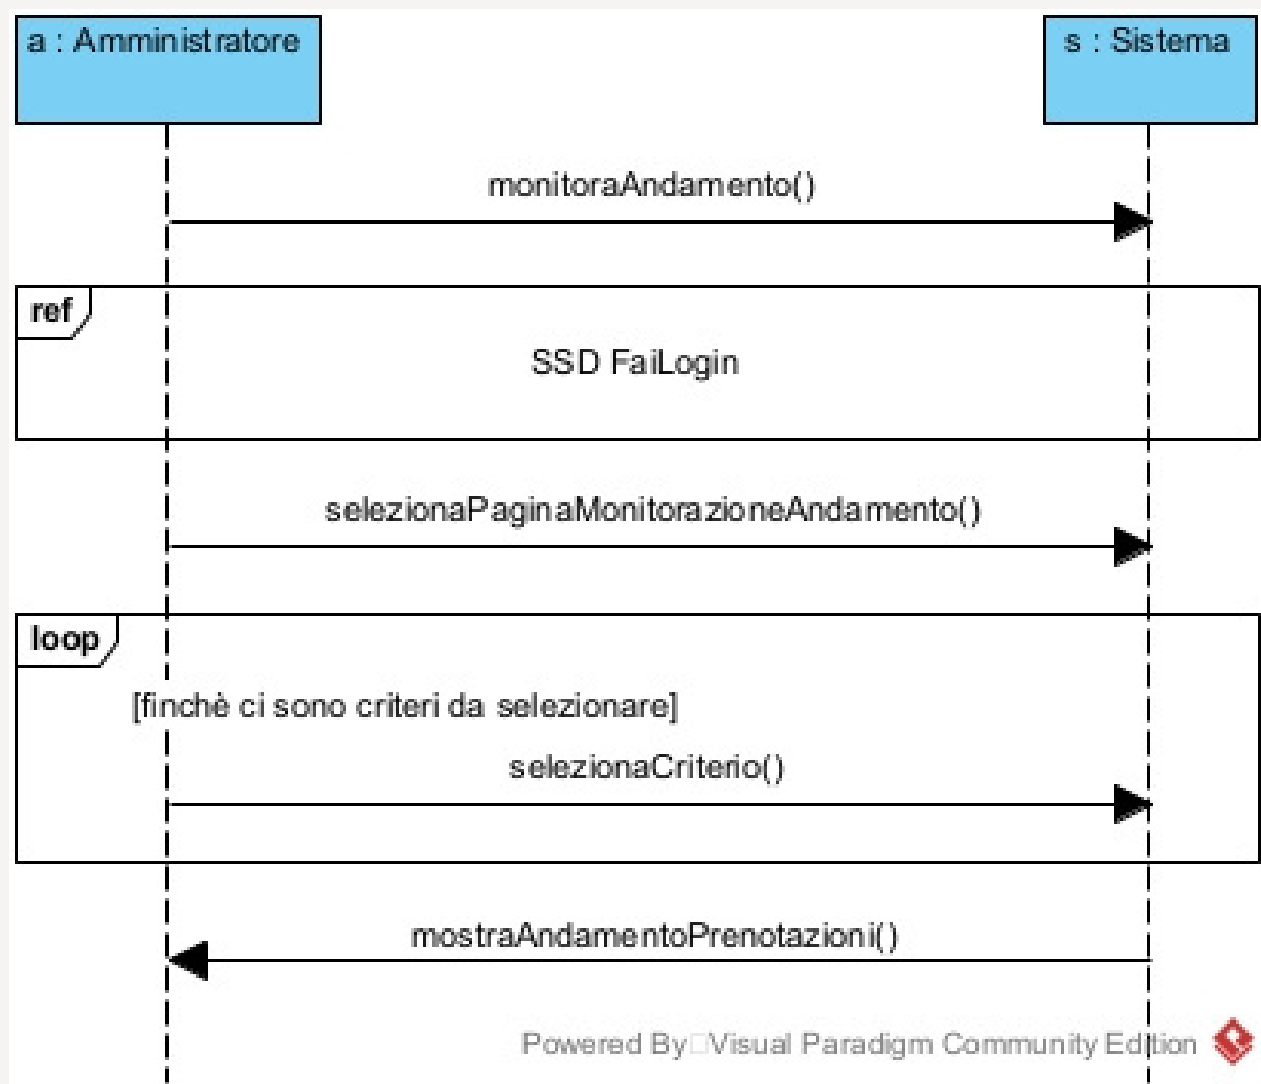 a : Amministratore
s : Sistema
monitoraAndamento()
ref
SSD FaiLogin
selezionaPaginaMonitorazioneAndamento()
loop
[finchè ci sono criteri da selezionare]
selezionaCriterio()
mostraAndamentoPrenotazioni()
Powered By Visual Paradigm Community Edition